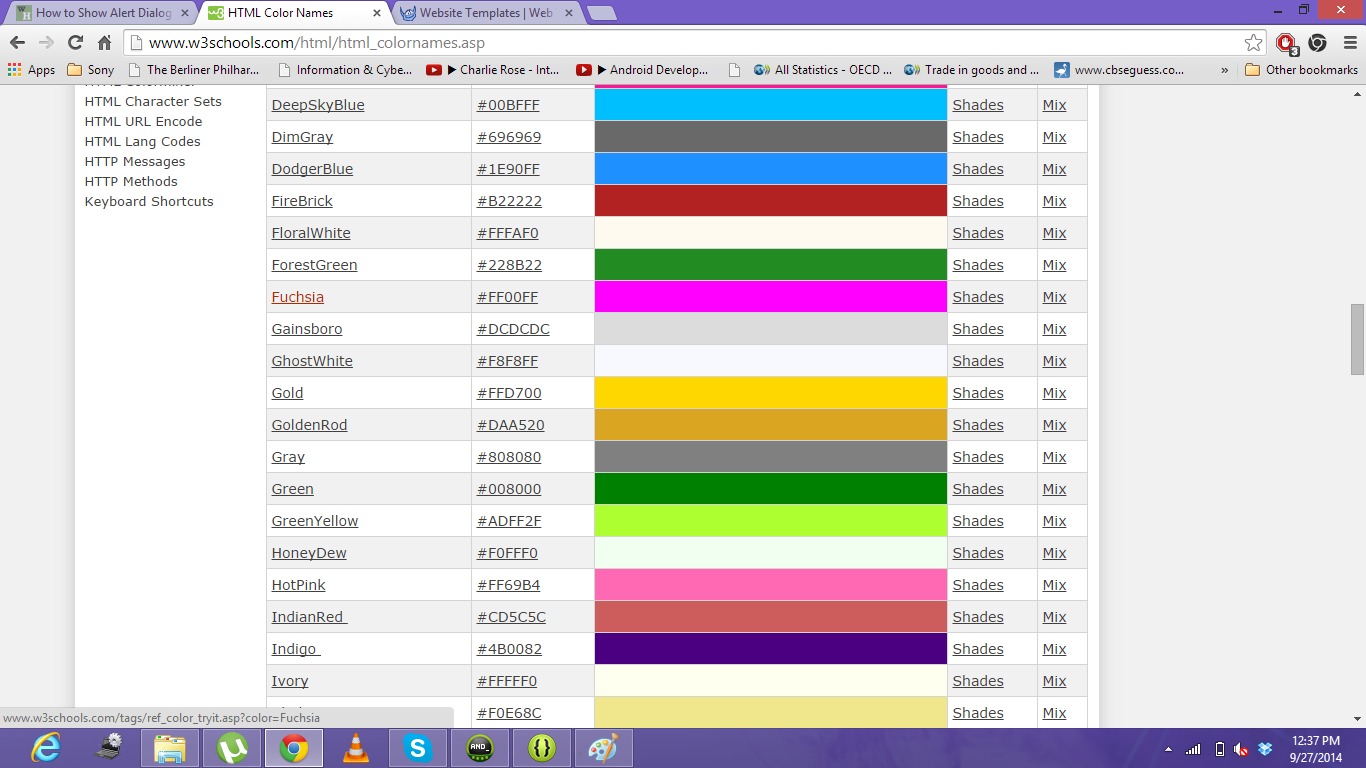 How to Show Alert Dialog
HTML Color Names
Website Templates | Web
www.w3schools.com/html/html_colornames.asp
3
Apps Sony The Berliner Philhar... Information & Cybe... ▶ Charlie Rose - Int... ▶ Android Develop... All Statistics - OECD ... Trade in goods and ... www.cbseguess.co... » Other bookmarks
HTML Character Sets
HTML URL Encode
HTML Lang Codes
HTTP Messages
HTTP Methods
Keyboard Shortcuts
DeepSkyBlue #00BFFF Shades Mix
DimGray #696969 Shades Mix
DodgerBlue #1E90FF Shades Mix
FireBrick #B22222 Shades Mix
FloralWhite #FFFAF0 Shades Mix
ForestGreen #228B22 Shades Mix
Fuchsia #FF00FF Shades Mix
Gainsboro #DCDCDC Shades Mix
GhostWhite #F8F8FF Shades Mix
Gold #FFD700 Shades Mix
GoldenRod #DAA520 Shades Mix
Gray #808080 Shades Mix
Green #008000 Shades Mix
GreenYellow #ADFF2F Shades Mix
HoneyDew #F0FFF0 Shades Mix
HotPink #FF69B4 Shades Mix
IndianRed #CD5C5C Shades Mix
Indigo #4B0082 Shades Mix
Ivory #FFFFF0 Shades Mix
#F0E68C Shades Mix
www.w3schools.com/tags/ref_color_tryit.asp?color=Fuchsia
AND_
12:37 PM
9/27/2014